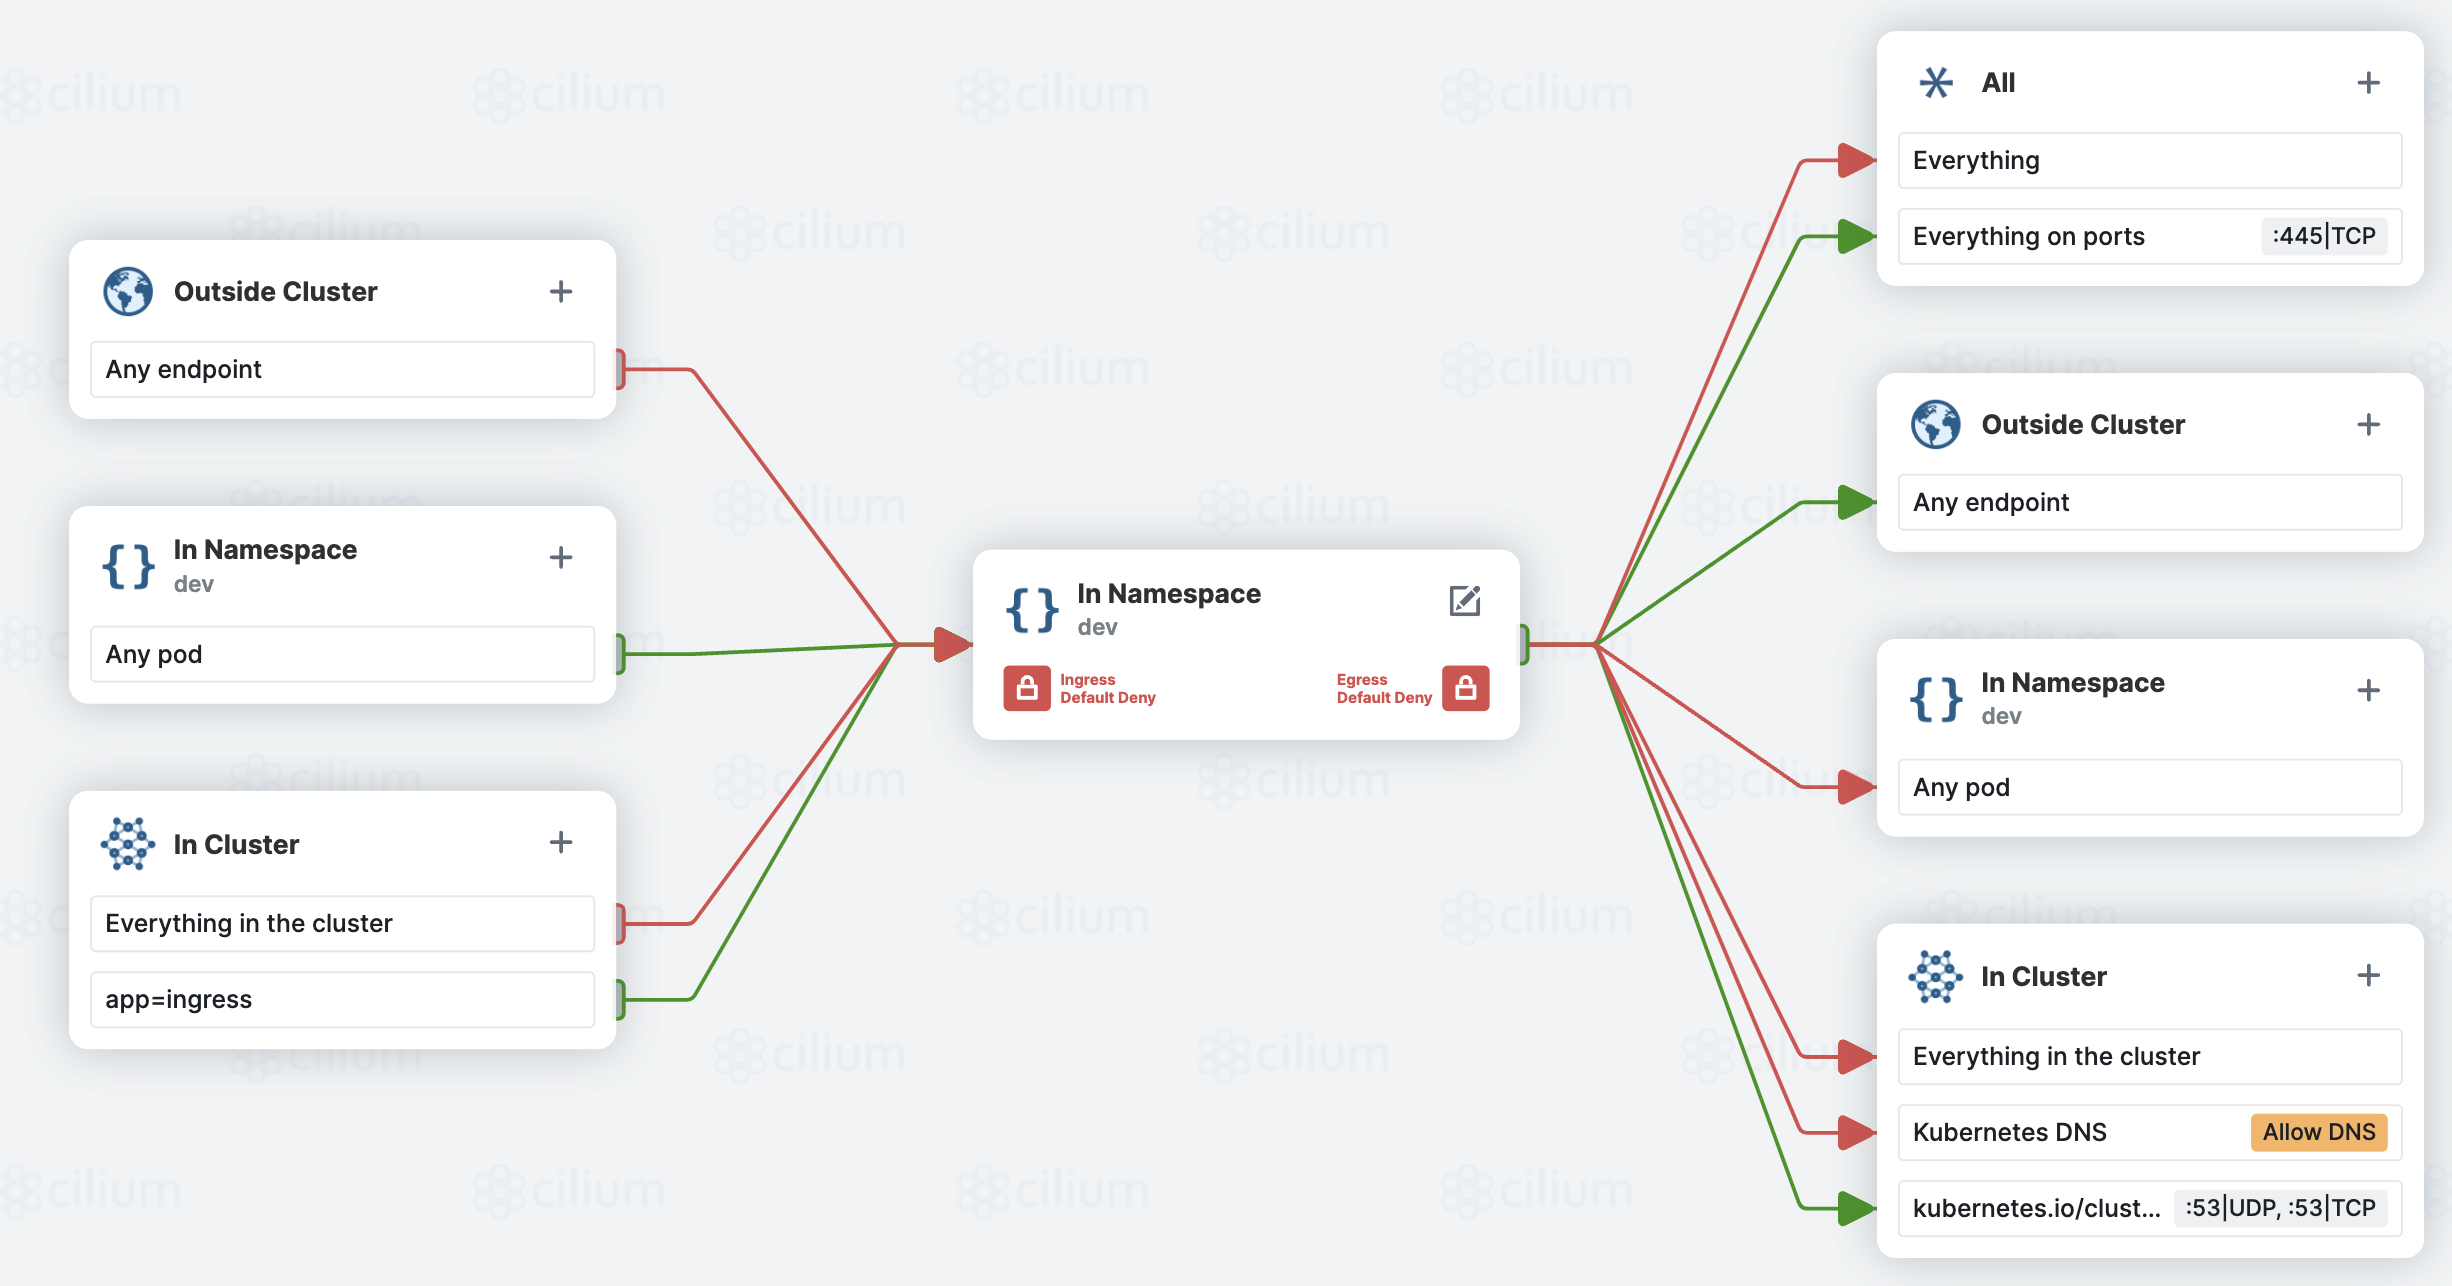 Outside Cluster
Any endpoint
In Namespace
dev
Any pod
In Cluster
Everything in the cluster
app=ingress
In Namespace
dev
Ingress
Default Deny
Egress
Default Deny
All
Everything
Everything on ports :445|TCP
Outside Cluster
Any endpoint
In Namespace
dev
Any pod
In Cluster
Everything in the cluster
Kubernetes DNS Allow DNS
kubernetes.io/clust... :53|UDP, :53|TCP
cilium